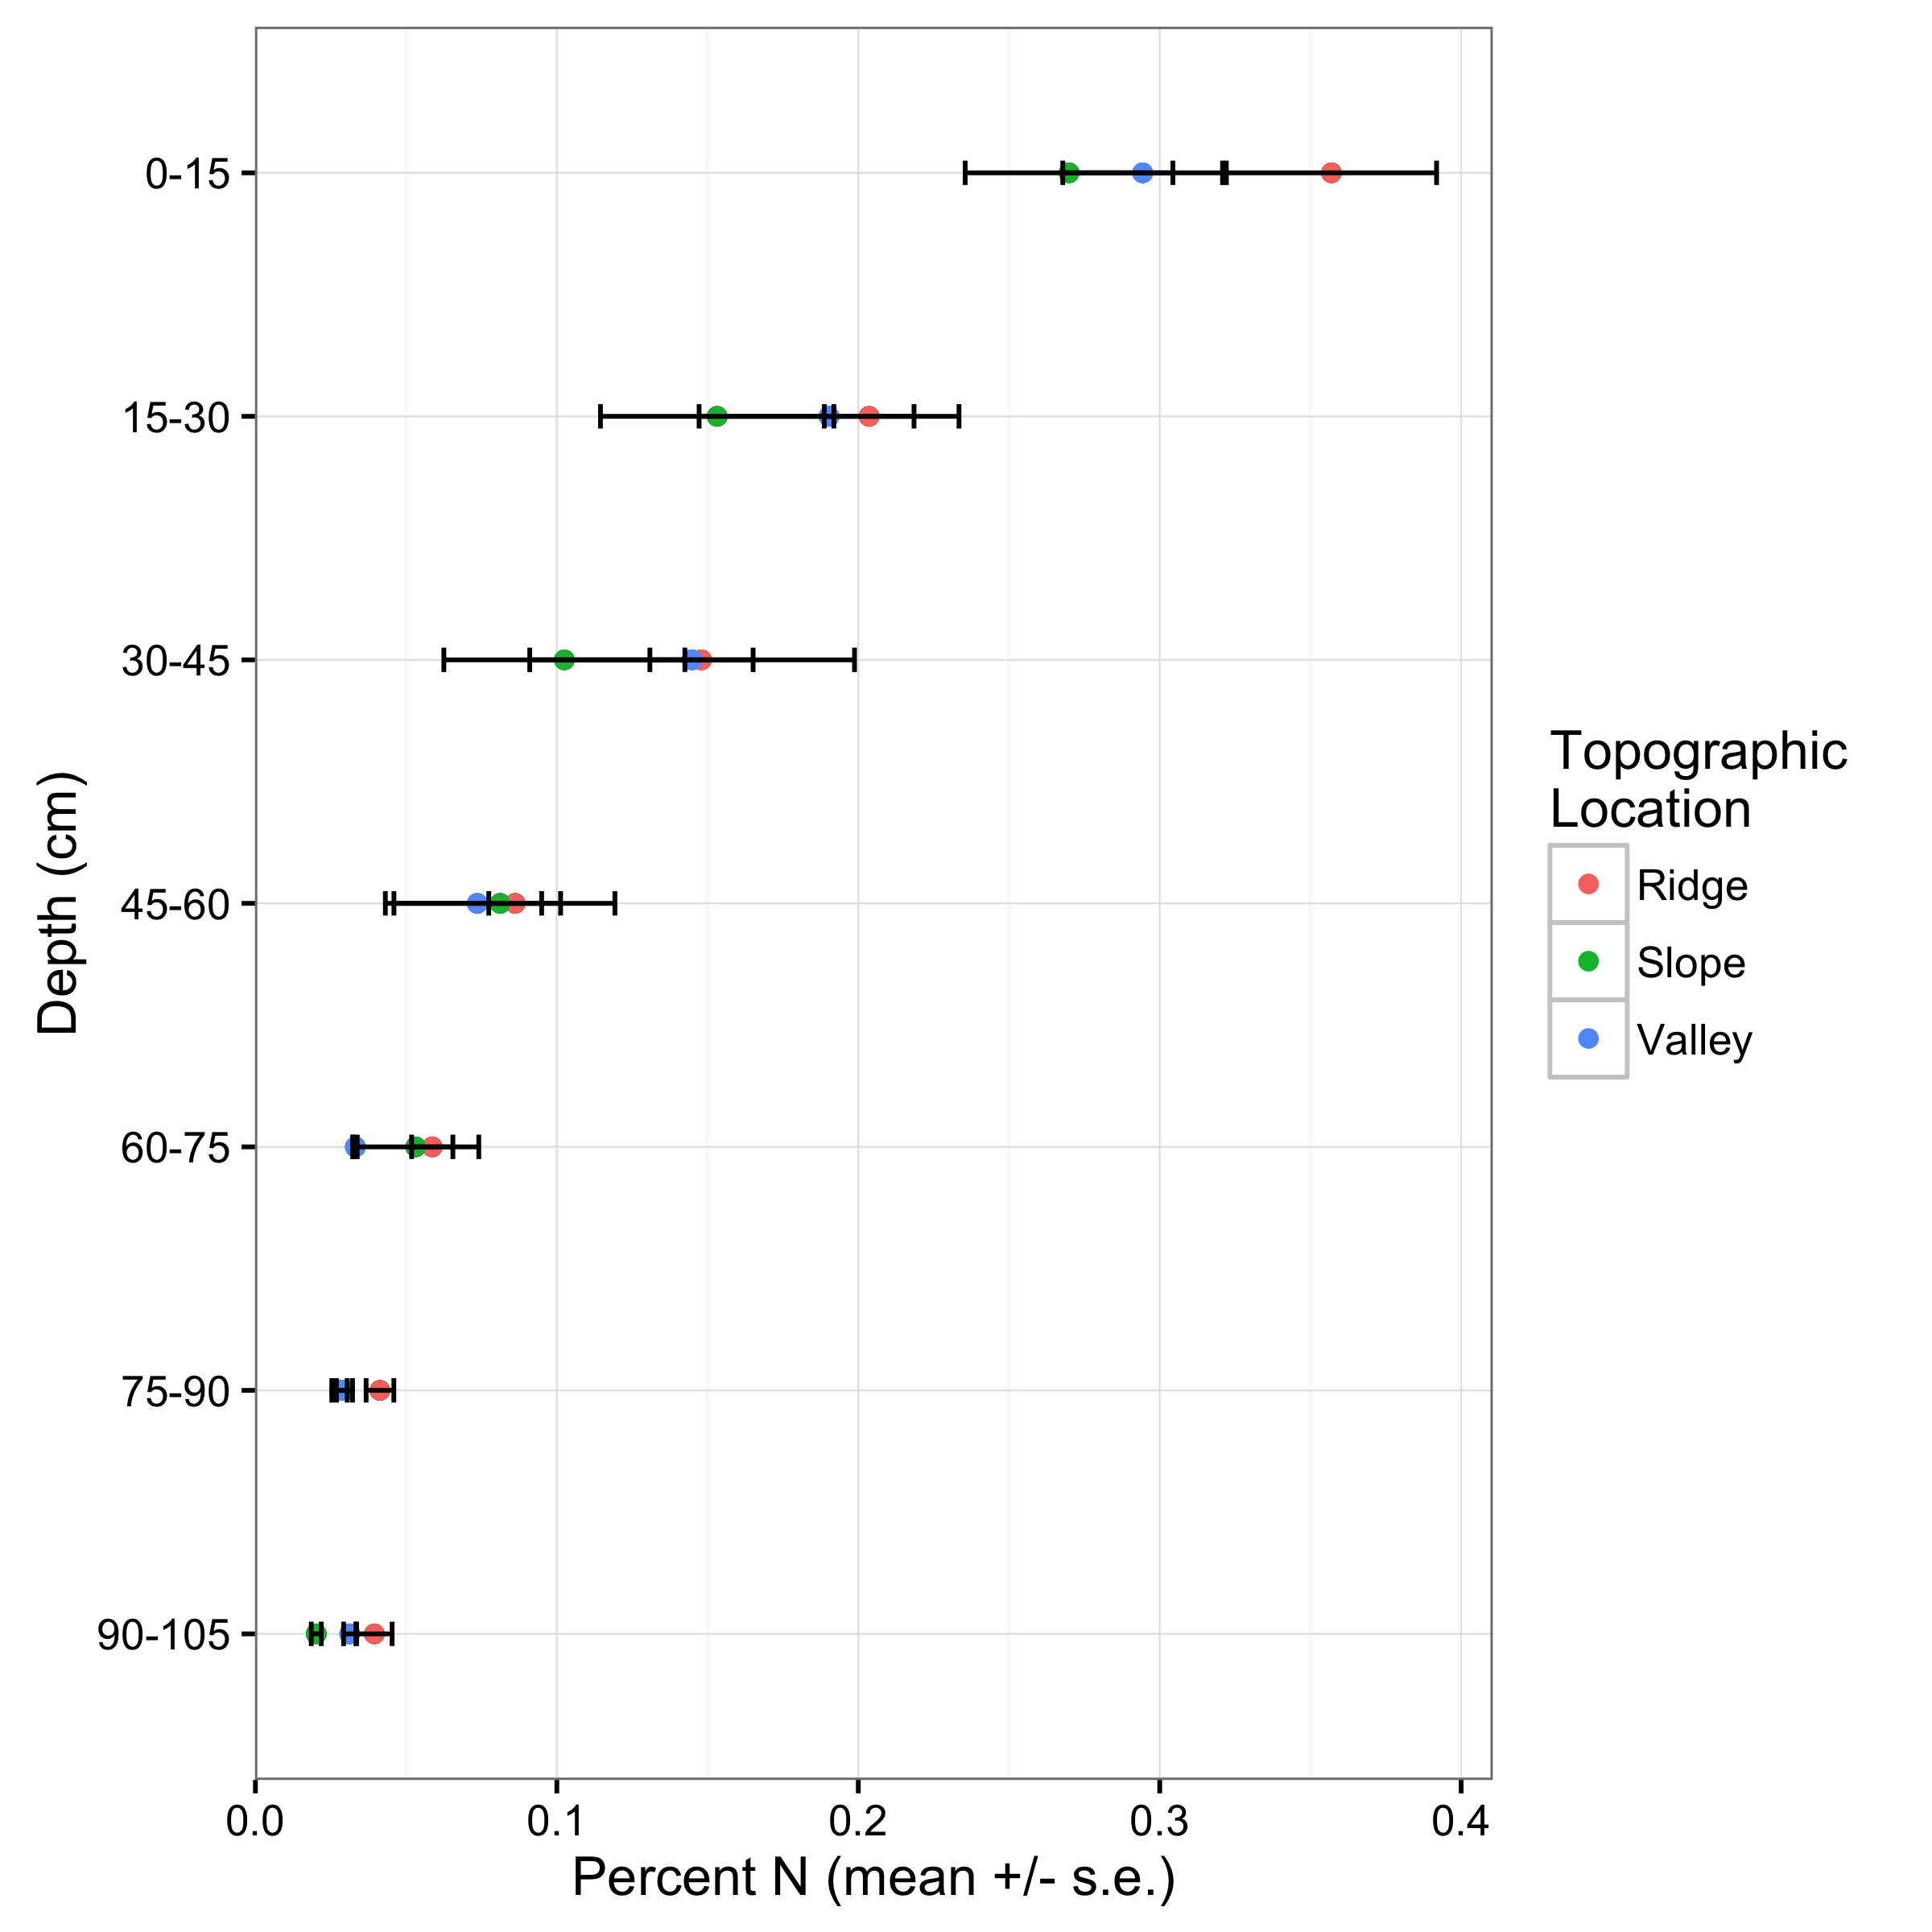 0-15
15-30
30-45
45-60
60-75
75-90
90-105
Depth (cm)
0.0
0.1
0.2
0.3
0.4
Percent N (mean +/- s.e.)
Topographic
Location
Ridge
Slope
Valley